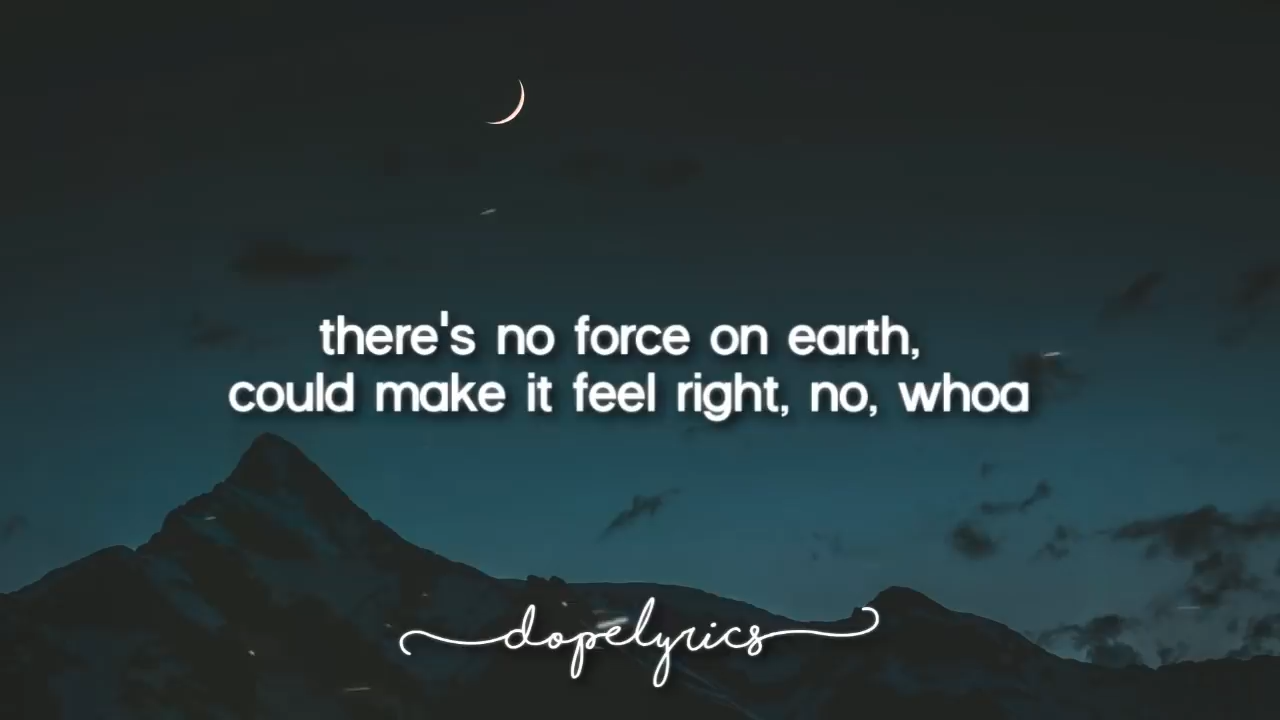 there's no force on earth,
could make it feel right, no, whoa
dopelyrics